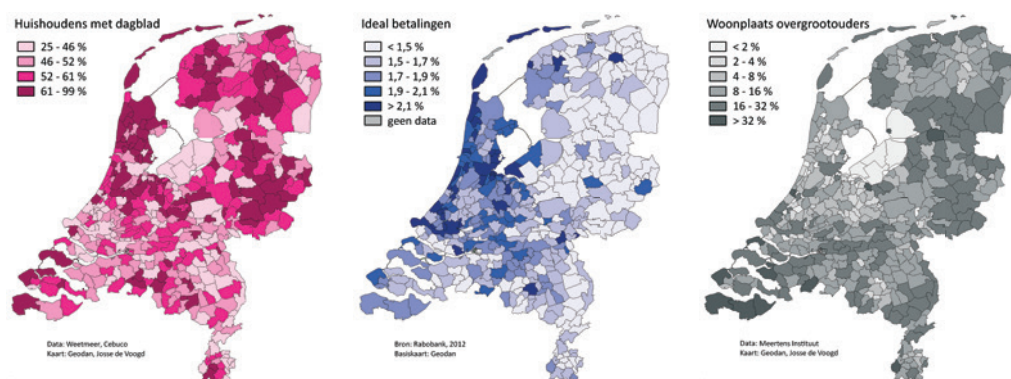 Huishoudens met dagblad
25 - 46 %
46 - 52 %
52 - 61 %
61 - 99 %
Data: Weetmeer, Cebuco
Kaart: Geodan, Josse de Voogd
Ideal betalingen
< 1,5 %
1,5 - 1,7%
1,7 - 1,9%
1,9 - 2,1 %
> 2,1 %
geen data
Bron: Rabobank, 2012
Basiskaart: Geodan
Woonplaats overgrootouders
< 2 %
2 - 4 %
4 - 8 %
8 - 16 %
16 - 32 %
> 32 %
Data: Meertens Instituut
Kaart: Geodan, Josse de Voogd